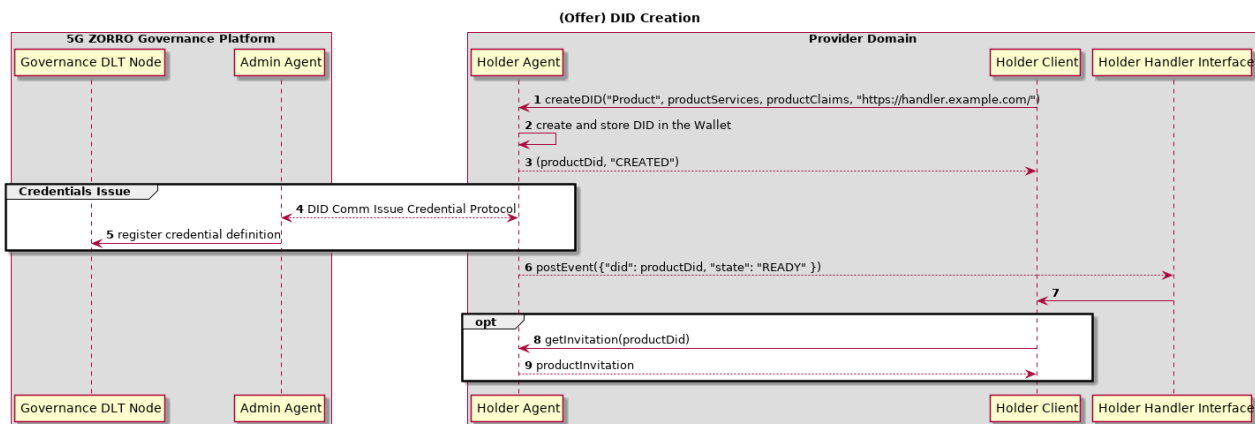 (Offer) DID Creation
5G ZORRO Governance Platform
Provider Domain
Governance DLT Node
Admin Agent
Holder Agent
Holder Client
Holder Handler Interface
1 createDID("Product", productServices, productClaims, "https://handler.example.com/")
2 create and store DID in the Wallet
3 (productDid, "CREATED")
Credentials Issue
4 DID Comm Issue Credential Protocol
5 register credential definition
6 postEvent({"did": productDid, "state": "READY" })
7
opt
8 getInvitation(productDid)
9 productInvitation
Governance DLT Node
Admin Agent
Holder Agent
Holder Client
Holder Handler Interface